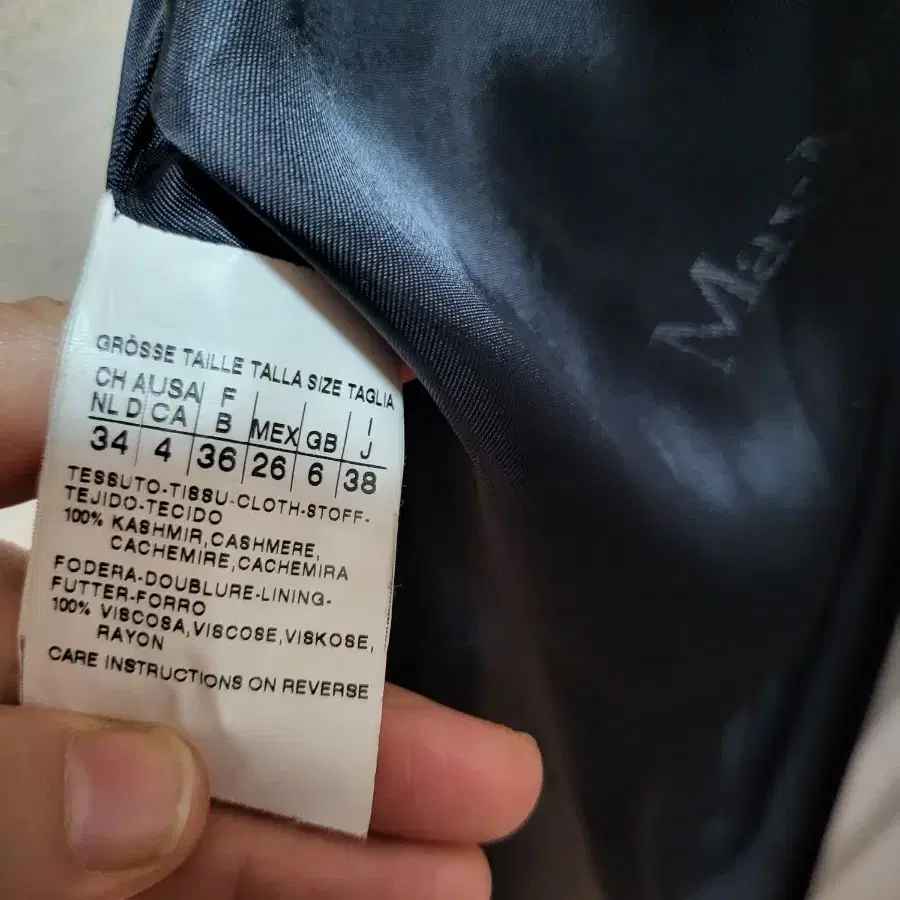 GRÖSSE TAILLE TALLA SIZE TAGLIA
CH A USA F I
NL D CA B MEX GB J
34 4 36 26 6 38
TESSUTO-TISSU-CLOTH-STOFF-
TEJIDO-TECIDO
100% KASHMIR,CASHMERE,
CACHEMIRE,CACHEMIRA
FODERA-DOUBLURE-LINING-
FUTTER-FORRO
100% VISCOSA,VISCOSE,VISKOSE,
RAYON
CARE INSTRUCTIONS ON REVERSE